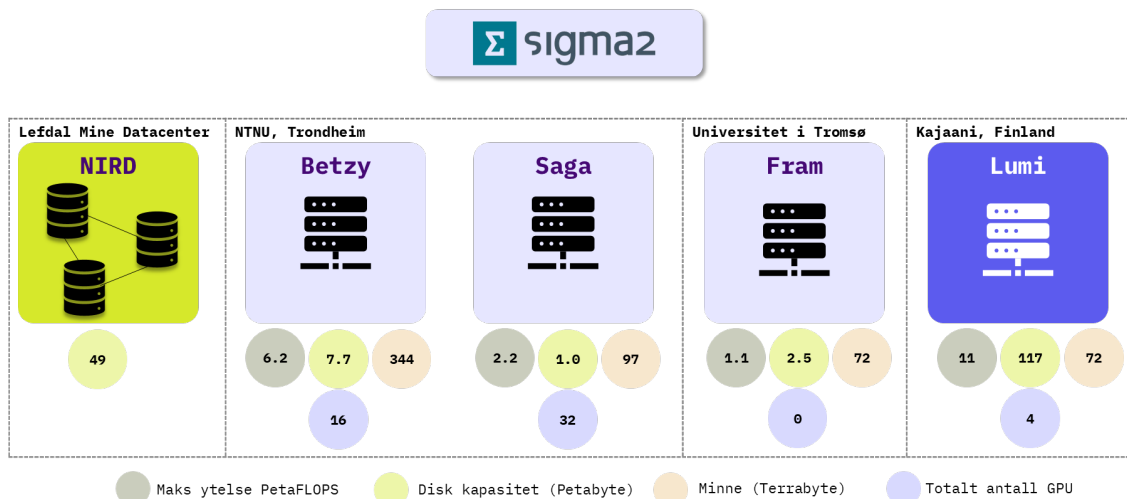 Σ sigma2
Lefdal Mine Datacenter
NIRD
49
NTNU, Trondheim
Betzy
6.2 7.7 344
16
Saga
2.2 1.0 97
32
Universitet i Tromsø
Fram
1.1 2.5 72
0
Kajaani, Finland
Lumi
11 117 72
4
Maks ytelse PetaFLOPS
Disk kapasitet (Petabyte)
Minne (Terrabyte)
Totalt antall GPU